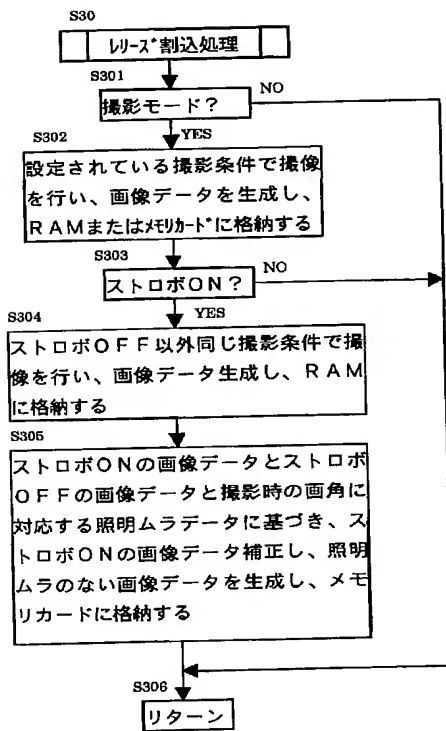 S30
ﾚﾘｰｽﾞ割込処理
S301
撮影モード？
NO
YES
S302
設定されている撮影条件で撮像
を行い、画像データを生成し、
ＲＡＭまたはﾒﾓﾘｶｰﾄﾞに格納する
S303
ストロボＯＮ？
NO
YES
S304
ストロボＯＦＦ以外同じ撮影条件で撮
像を行い、画像データ生成し、ＲＡＭ
に格納する
S305
ストロボＯＮの画像データとストロボ
ＯＦＦの画像データと撮影時の画角に
対応する照明ムラデータに基づき、ス
トロボＯＮの画像データ補正し、照明
ムラのない画像データを生成し、メモ
リカードに格納する
S306
リターン